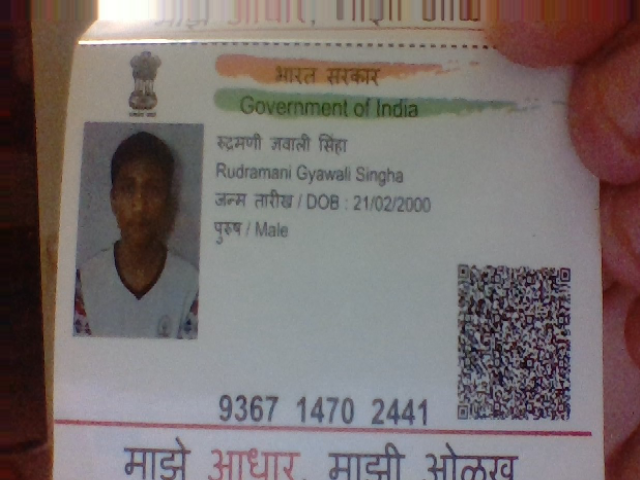 भारत सरकार
Government of India
रुद्रमणी ज्ञवाली सिंहा
Rudramani Gyawali Singha
जन्म तारीख / DOB : 21/02/2000
पुरुष / Male
9367 1470 2441
माझे आधार, माझी ओळख